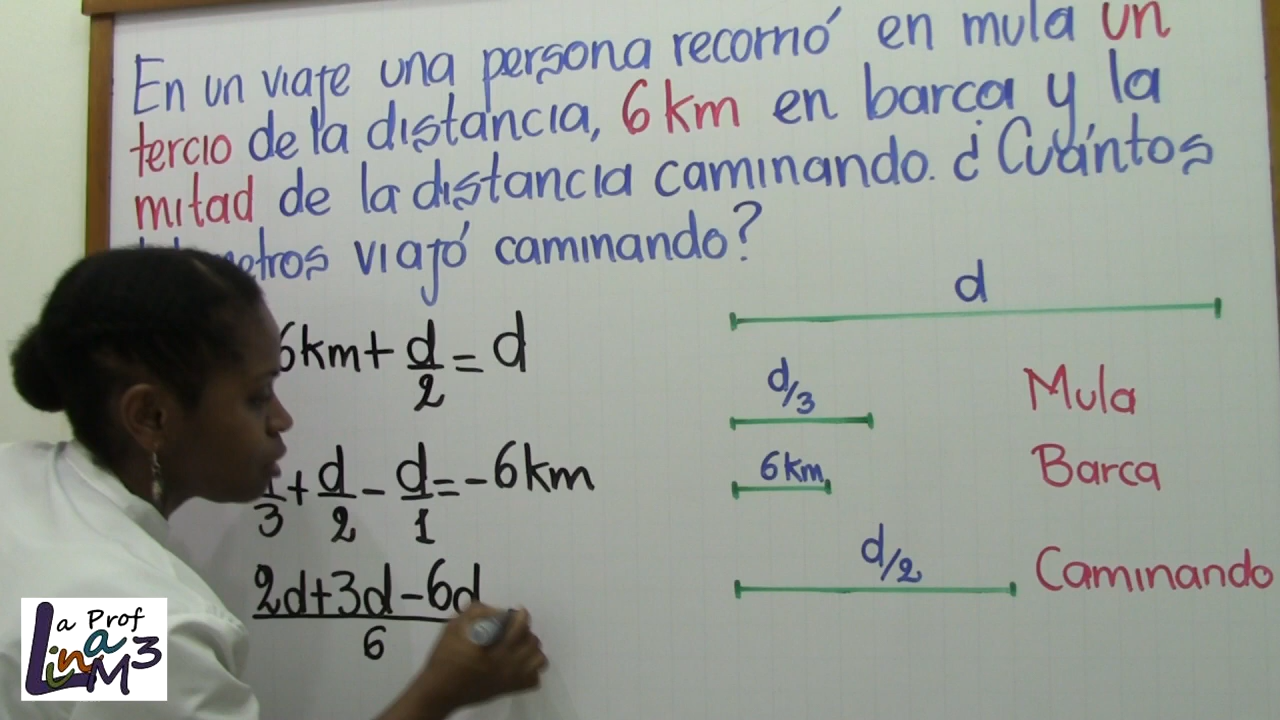 En un viaje una persona recorrió en mula un
tercio de la distancia, 6 km en barca y la
mitad de la distancia caminando. ¿Cuántos
viajó caminando?
6km + d/2 = d
3 + d/2 - d/1 = -6km
2d+3d-6d
6
d
d/3 Mula
6km Barca
d/2 Caminando
La Prof
LinaM3